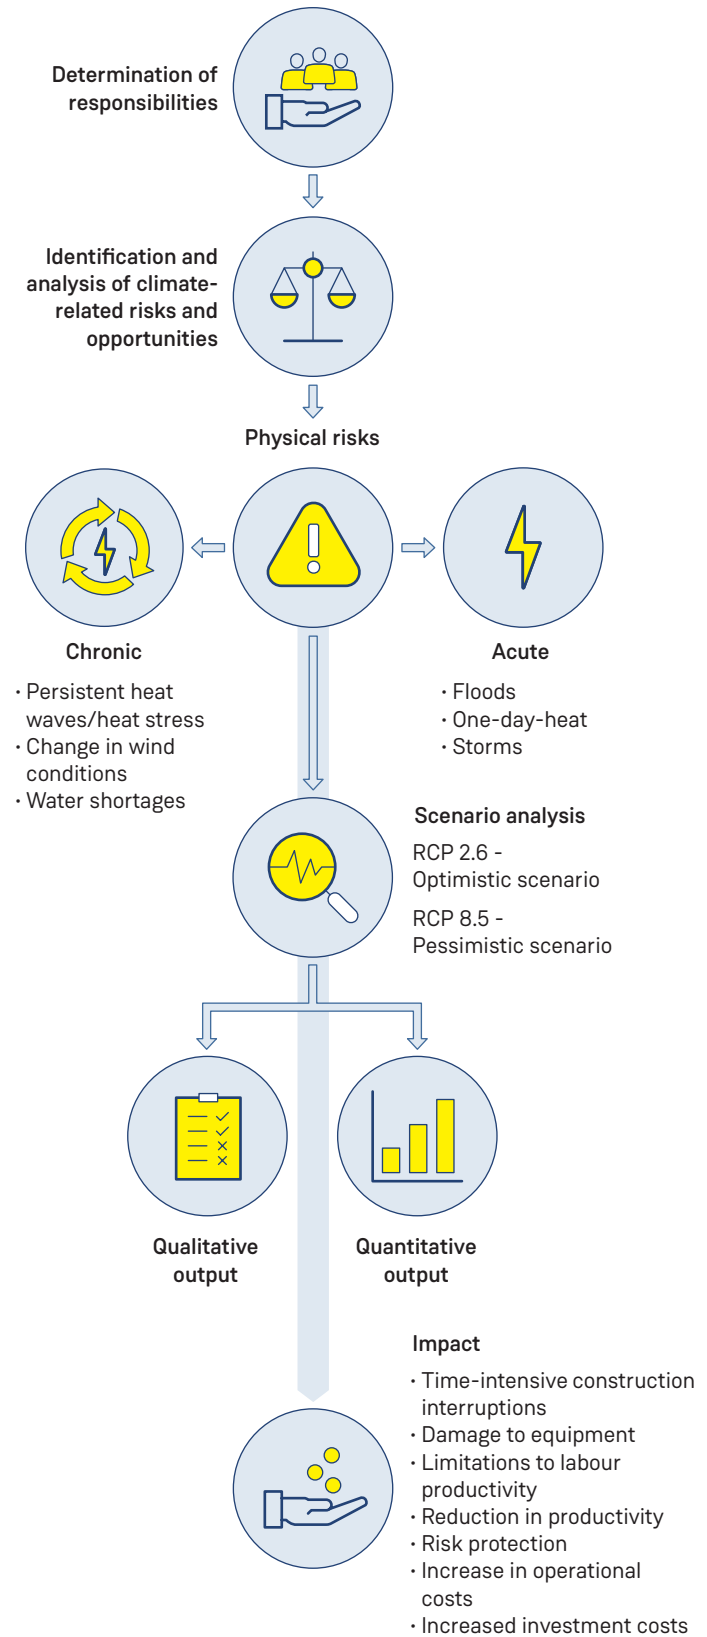 Determination of
responsibilities
Identification and
analysis of climate-
related risks and
opportunities
Physical risks
Chronic
· Persistent heat
waves/heat stress
· Change in wind
conditions
· Water shortages
Acute
· Floods
· One-day-heat
· Storms
Scenario analysis
RCP 2.6 -
Optimistic scenario
RCP 8.5 -
Pessimistic scenario
Qualitative
output
Quantitative
output
Impact
· Time-intensive construction
interruptions
· Damage to equipment
· Limitations to labour
productivity
· Reduction in productivity
· Risk protection
· Increase in operational
costs
· Increased investment costs